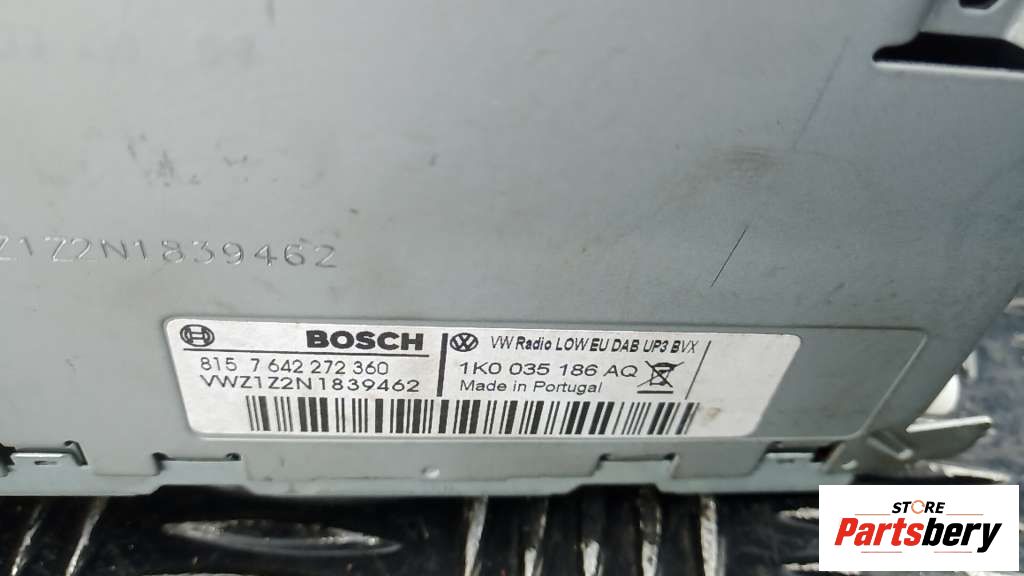 Z1Z2N1839462
BOSCH
815 7 642 272 360
VWZ1Z2N1839462
VW Radio LOW EU DAB UP3 BVX
1K0 035 186 AQ
Made in Portugal
STORE
Partsbery